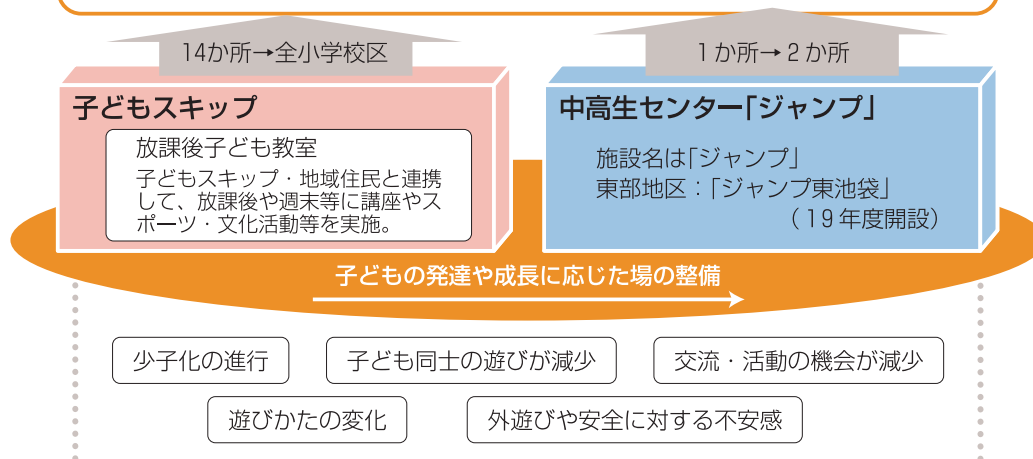 14か所→全小学校区
1か所→2か所
子どもスキップ
放課後子ども教室
子どもスキップ・地域住民と連携
して、放課後や週末等に講座やス
ポーツ・文化活動等を実施。
中高生センター「ジャンプ」
施設名は「ジャンプ」
東部地区：「ジャンプ東池袋」
（19年度開設）
子どもの発達や成長に応じた場の整備
少子化の進行
子ども同士の遊びが減少
交流・活動の機会が減少
遊びかたの変化
外遊びや安全に対する不安感